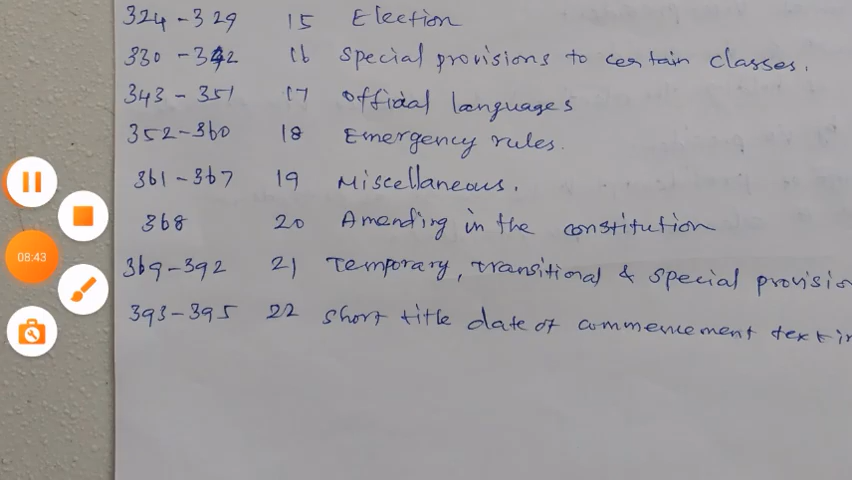 324-329 15 Election
330-342 16 Special provisions to certain classes.
343-351 17 Official languages
352-360 18 Emergency rules.
361-367 19 Miscellaneous.
368 20 Amending in the constitution
369-392 21 Temporary, transitional & special provision
393-395 22 short title date of commencement text in
08:43